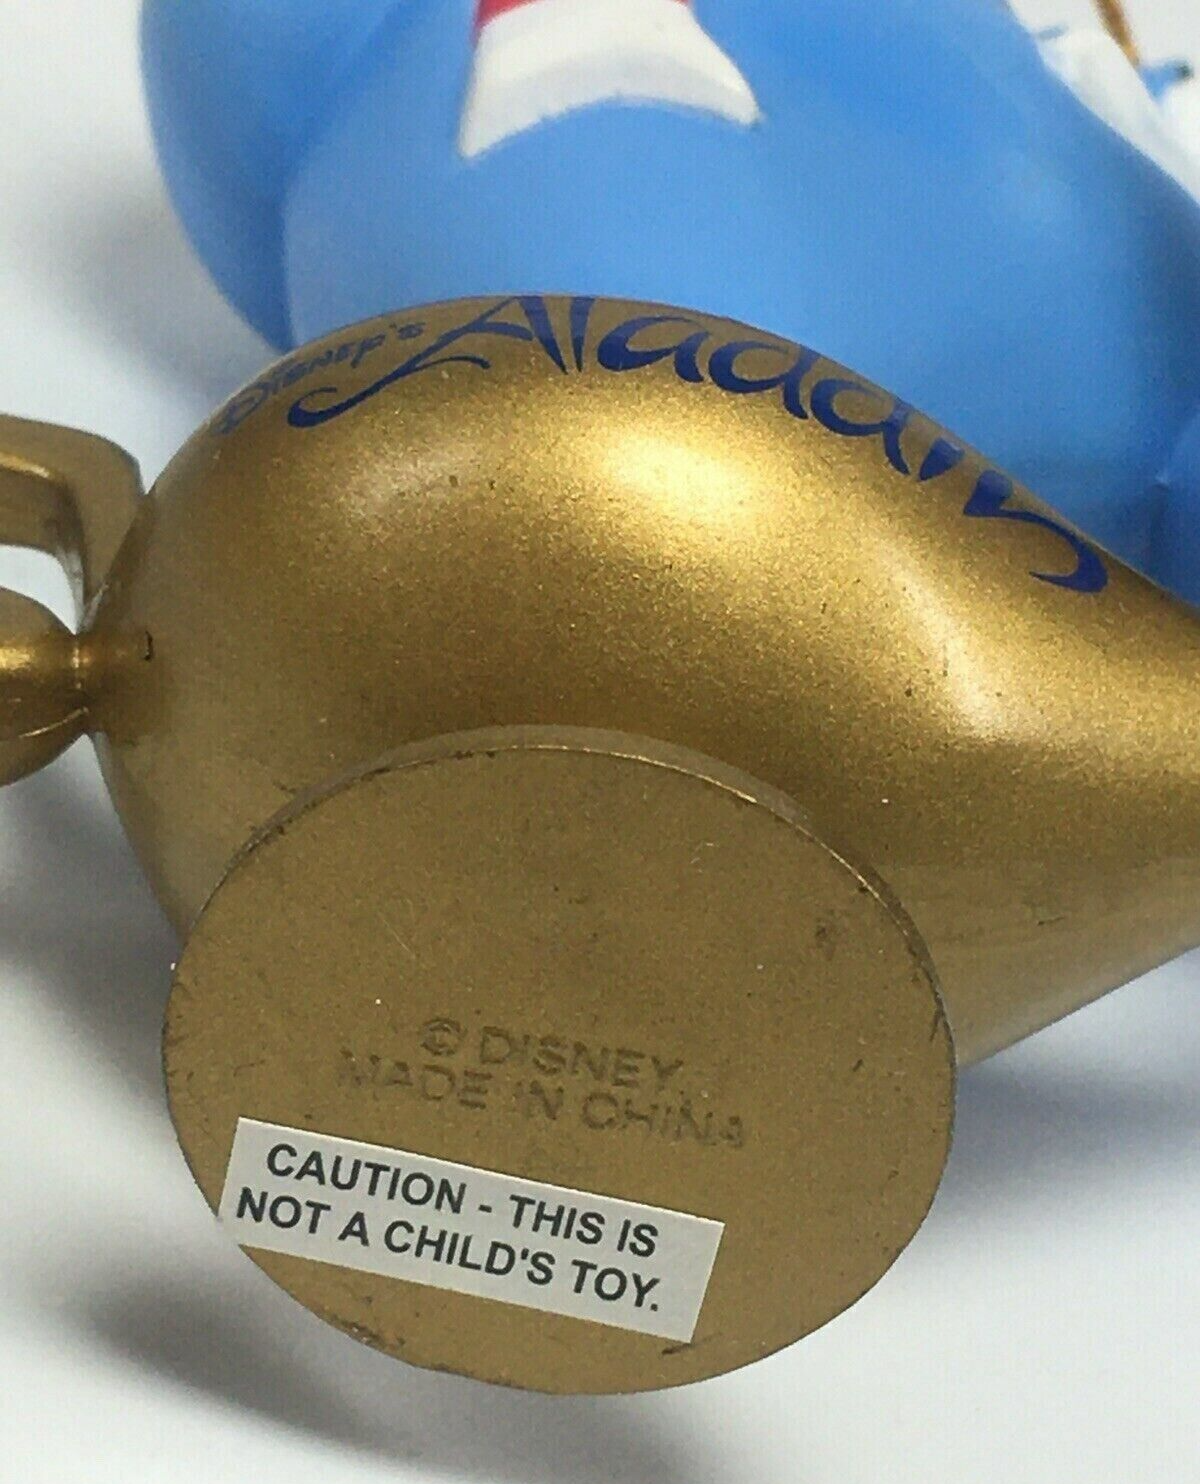 DISNEY'S
Aladdin
© DISNEY
MADE IN CHINA
CAUTION - THIS IS
NOT A CHILD'S TOY.